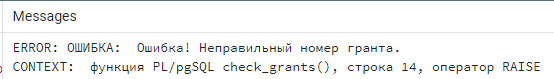 Messages
ERROR: ОШИБКА:  Ошибка! Неправильный номер гранта.
CONTEXT:  функция PL/pgSQL check_grants(), строка 14, оператор RAISE